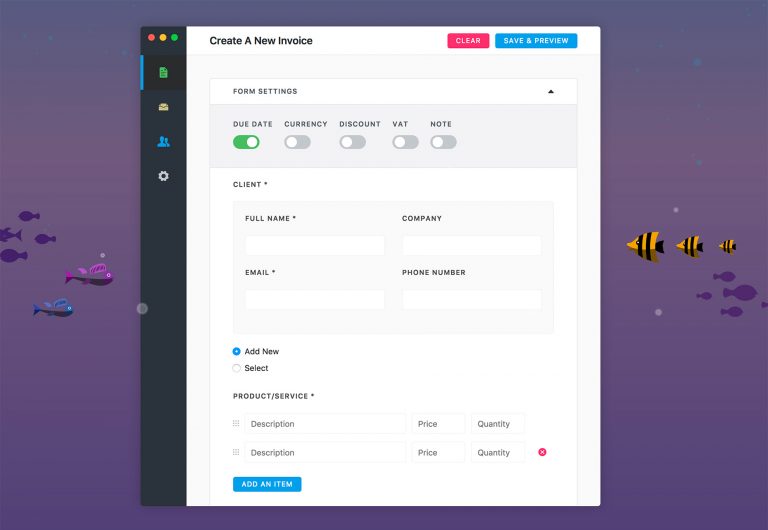 Create A New Invoice CLEAR SAVE & PREVIEW
FORM SETTINGS
DUE DATE CURRENCY DISCOUNT VAT NOTE
CLIENT *
FULL NAME * COMPANY
EMAIL * PHONE NUMBER
Add New
Select
PRODUCT/SERVICE *
Description Price Quantity
Description Price Quantity
ADD AN ITEM